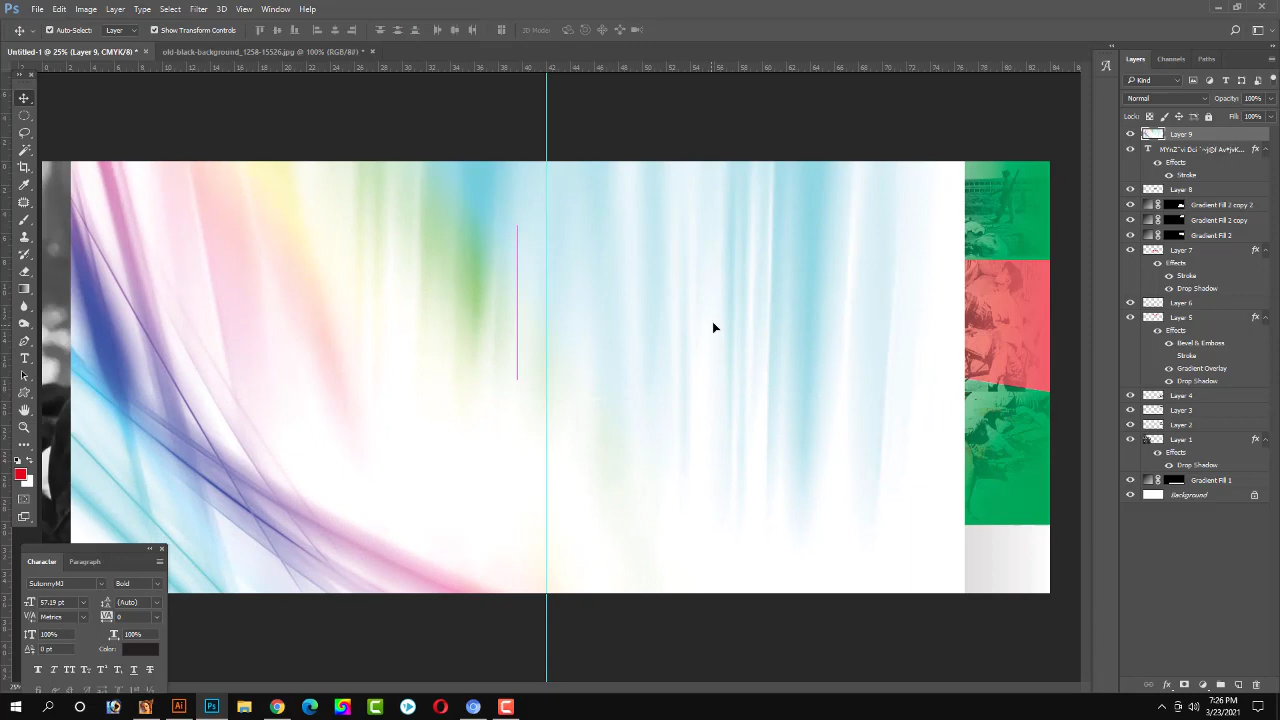 Ps File Edit Image Layer Type Select Filter 3D View Window Help
Auto-Select: Layer Show Transform Controls 3D Mode:
Untitled-1 @ 25% (Layer 9, CMYK/8) * × old-black-background_1258-15526.jpg @ 100% (RGB/8#) * ×
Layers Channels Paths
Kind
Normal Opacity: 100%
Lock: Fill: 100%
Layer 9
Effects
Stroke
Layer 8
Gradient Fill 2 copy 2
Gradient Fill 2 copy
Gradient Fill 2
Layer 7
Effects
Stroke
Drop Shadow
Layer 6
Layer 5
Effects
Bevel & Emboss
Stroke
Gradient Overlay
Drop Shadow
Layer 4
Layer 3
Layer 2
Layer 1
Effects
Drop Shadow
Gradient Fill 1
Background
Character Paragraph
SutonnyMJ Bold
57.19 pt (Auto)
Metrics 0
100% 100%
0 pt Color:
7:26 PM
3/23/2021